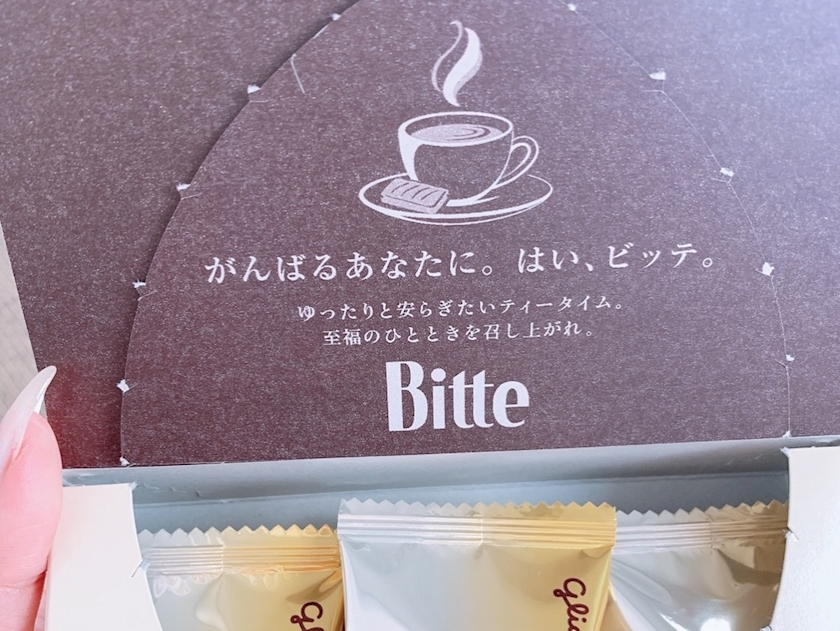 がんばるあなたに。はい、ビッテ。
ゆったりと安らぎたいティータイム。
至福のひとときを召し上がれ。
Bitte